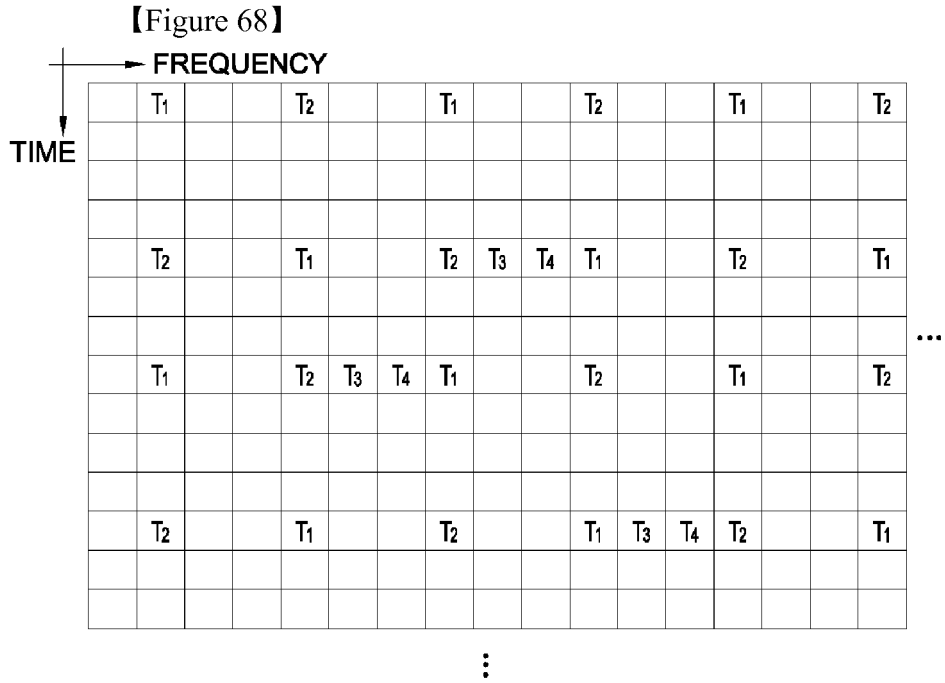 【Figure 68】
FREQUENCY
TIME
T1 T2 T1 T2 T1 T2
T2 T1 T2 T3 T4 T1 T2 T1
...
T1 T2 T3 T4 T1 T2 T1 T2
T2 T1 T2 T1 T3 T4 T2 T1
⋮